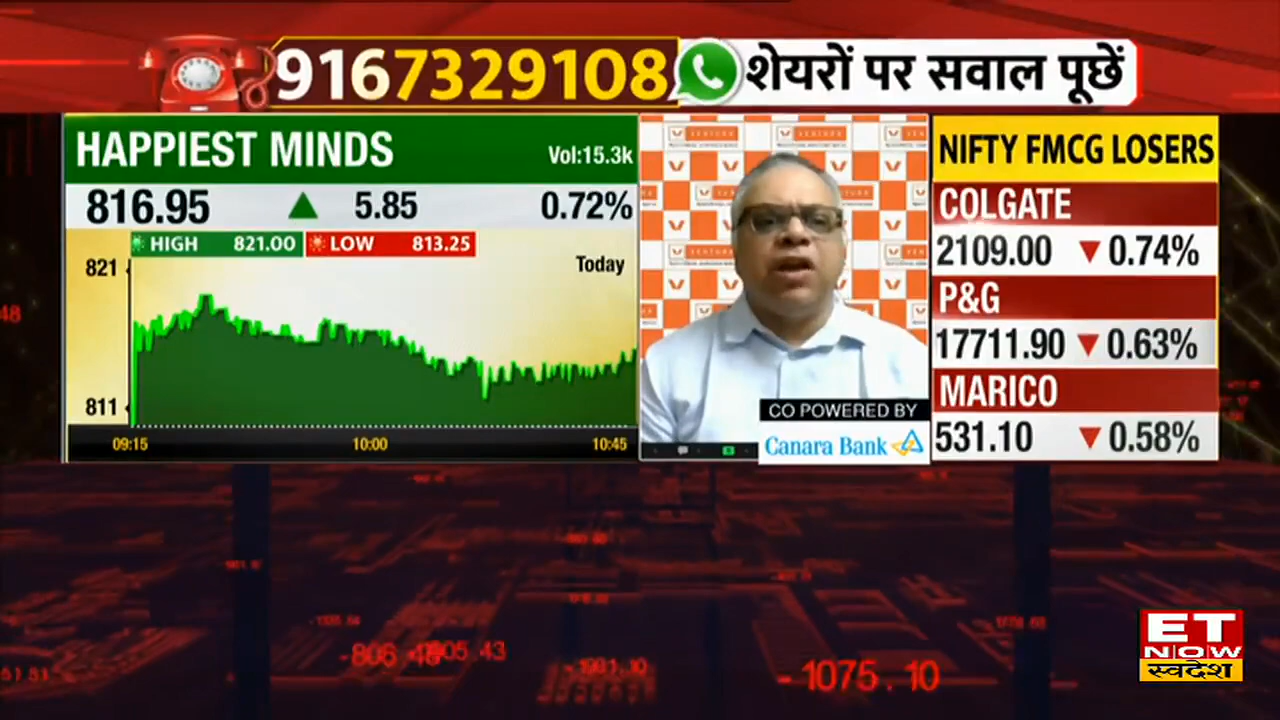 9167329108 शेयरों पर सवाल पूछें
HAPPIEST MINDS Vol:15.3k
816.95 ▲ 5.85 0.72%
HIGH 821.00 LOW 813.25
Today
821
811
09:15 10:00 10:45
VENTURA
CO POWERED BY
Canara Bank
NIFTY FMCG LOSERS
COLGATE
2109.00 ▼ 0.74%
P&G
17711.90 ▼ 0.63%
MARICO
531.10 ▼ 0.58%
-1075.10
ET
NOW
स्वदेश